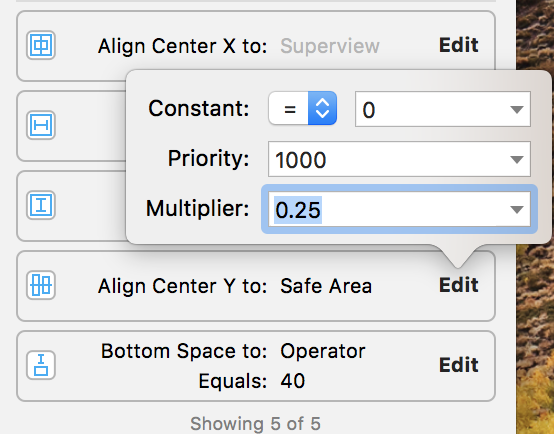 Align Center X to: Superview Edit
Constant: = 0
Priority: 1000
Multiplier: 0.25
Align Center Y to: Safe Area Edit
Bottom Space to: Operator Edit
Equals: 40
Showing 5 of 5